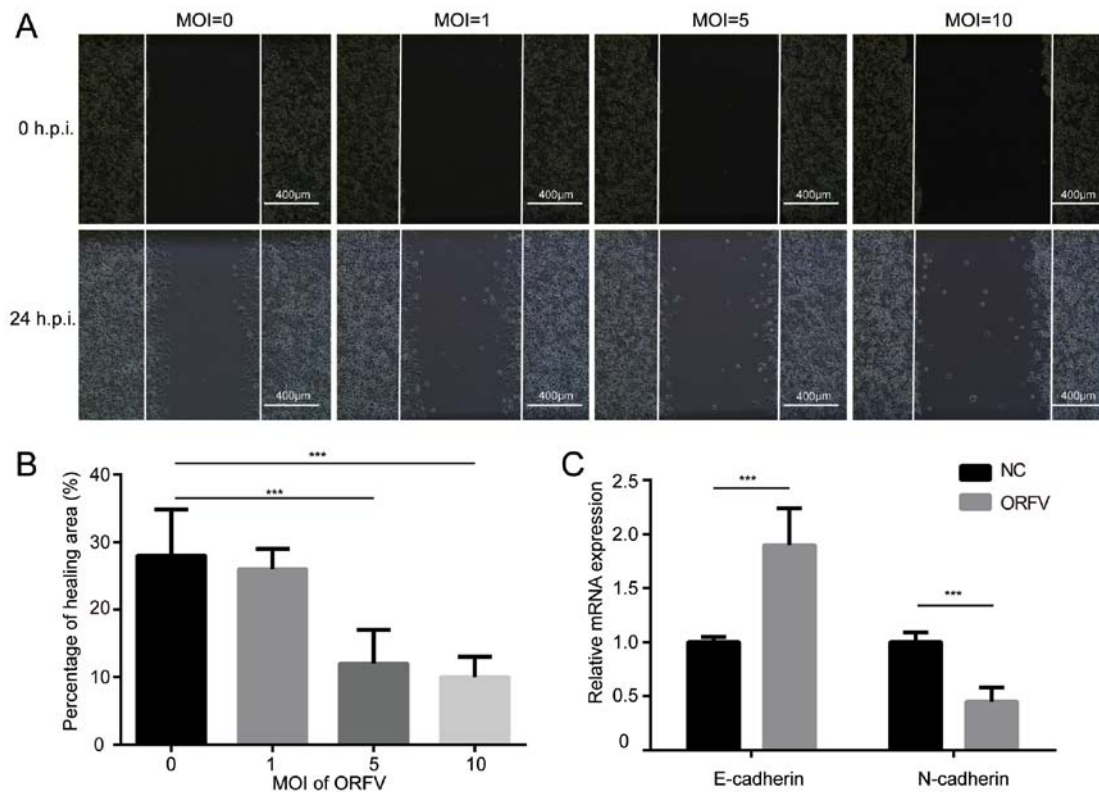 A
MOI=0 MOI=1 MOI=5 MOI=10
0 h.p.i.
400μm 400μm 400μm 400μm
24 h.p.i.
400μm 400μm 400μm 400μm
B
Percentage of healing area (%)
40
30
20
10
0
***
***
0 1 5 10
MOI of ORFV
C
NC
ORFV
Relative mRNA expression
2.5
2.0
1.5
1.0
0.5
0
***
***
E-cadherin N-cadherin